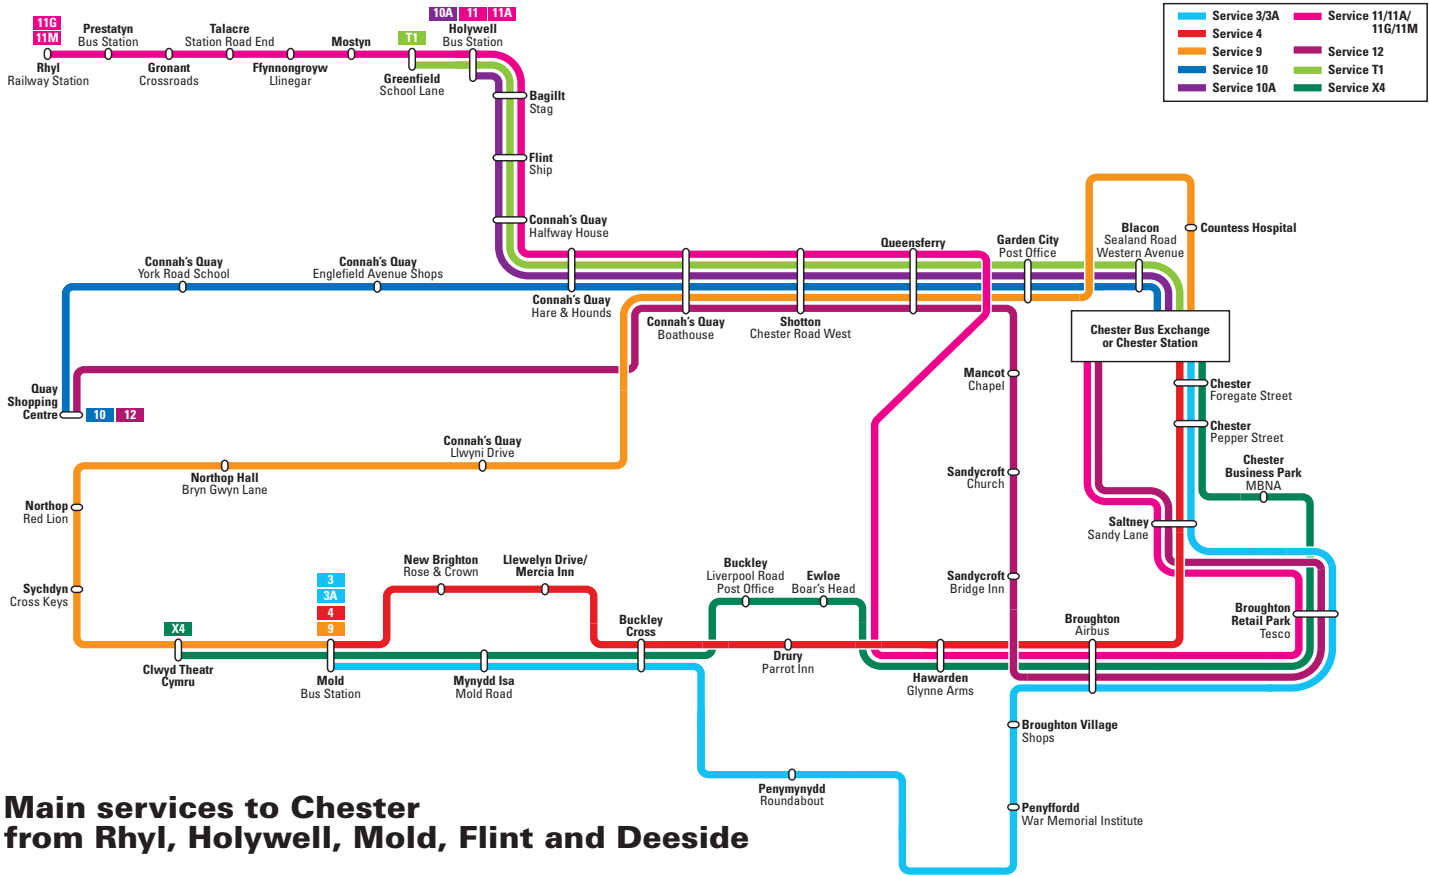 11G
11M
Rhyl
Railway Station
Prestatyn
Bus Station
Gronant
Crossroads
Talacre
Station Road End
Ffynnongroyw
Llinegar
Mostyn
T1
Greenfield
School Lane
10A 11 11A
Holywell
Bus Station
Bagillt
Stag
Flint
Ship
Connah's Quay
Halfway House
Service 3/3A
Service 4
Service 9
Service 10
Service 10A
Service 11/11A/
11G/11M
Service 12
Service T1
Service X4
Connah's Quay
York Road School
Connah's Quay
Englefield Avenue Shops
Connah's Quay
Hare & Hounds
Connah's Quay
Boathouse
Shotton
Chester Road West
Queensferry
Garden City
Post Office
Blacon
Sealand Road
Western Avenue
Countess Hospital
Chester Bus Exchange
or Chester Station
Quay
Shopping
Centre
10 12
Mancot
Chapel
Chester
Foregate Street
Chester
Pepper Street
Chester
Business Park
MBNA
Connah's Quay
Llwyni Drive
Northop Hall
Bryn Gwyn Lane
Sandycroft
Church
Northop
Red Lion
Saltney
Sandy Lane
Sychdyn
Cross Keys
New Brighton
Rose & Crown
Llewelyn Drive/
Mercia Inn
Buckley
Liverpool Road
Post Office
Ewloe
Boar's Head
Sandycroft
Bridge Inn
3
3A
4
9
X4
Clwyd Theatr
Cymru
Mold
Bus Station
Mynydd Isa
Mold Road
Buckley
Cross
Drury
Parrot Inn
Hawarden
Glynne Arms
Broughton
Airbus
Broughton
Retail Park
Tesco
Broughton Village
Shops
Penymynydd
Roundabout
Penyffordd
War Memorial Institute
Main services to Chester
from Rhyl, Holywell, Mold, Flint and Deeside